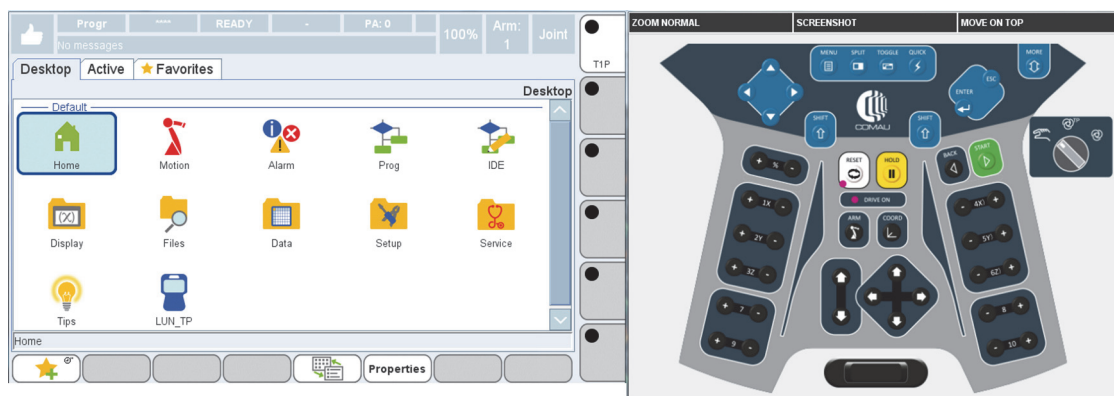 Progr **** READY - PA: 0
No messages
100%
Arm:
1
Joint
T1P
Desktop Active Favorites
Desktop
Default
Home Motion Alarm Prog IDE
Display Files Data Setup Service
Tips LUN_TP
Home
Properties
ZOOM NORMAL SCREENSHOT MOVE ON TOP
MENU SPLIT TOGGLE QUICK
MORE
ESC
ENTER
SHIFT
COMAU
SHIFT
RESET HOLD
BACK START
DRIVE ON
ARM COORD
+ % -
+ 1X -
+ 2Y -
+ 3Z -
+ 7 -
+ 9 -
- 4X +
- 5Y +
- 6Z +
- 8 +
- 10 +